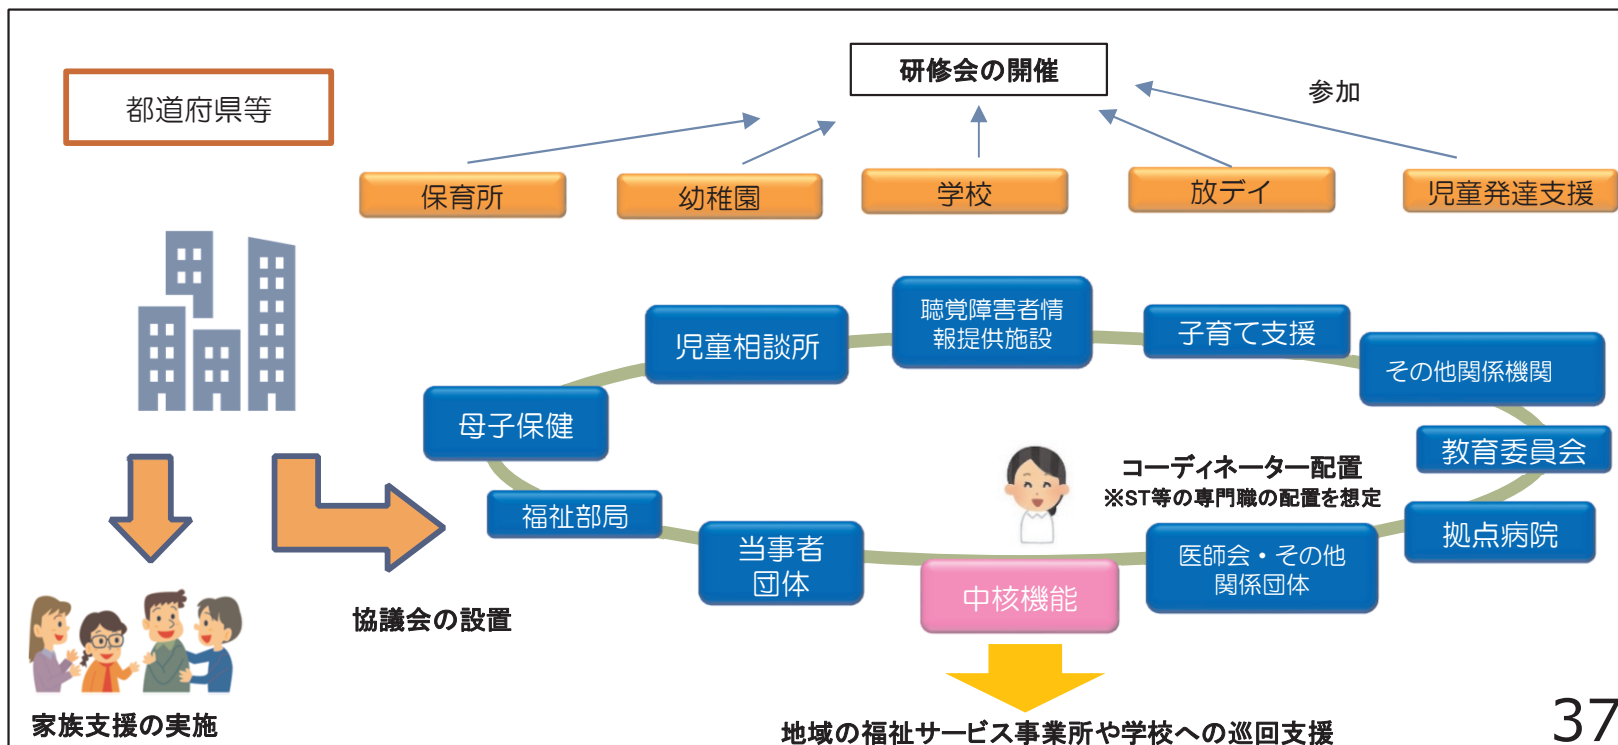 研修会の開催
参加
都道府県等
保育所
幼稚園
学校
放デイ
児童発達支援
聴覚障害者情
報提供施設
子育て支援
児童相談所
その他関係機関
母子保健
教育委員会
コーディネーター配置
※ST等の専門職の配置を想定
福祉部局
拠点病院
当事者
団体
医師会・その他
関係団体
中核機能
協議会の設置
家族支援の実施
地域の福祉サービス事業所や学校への巡回支援
37